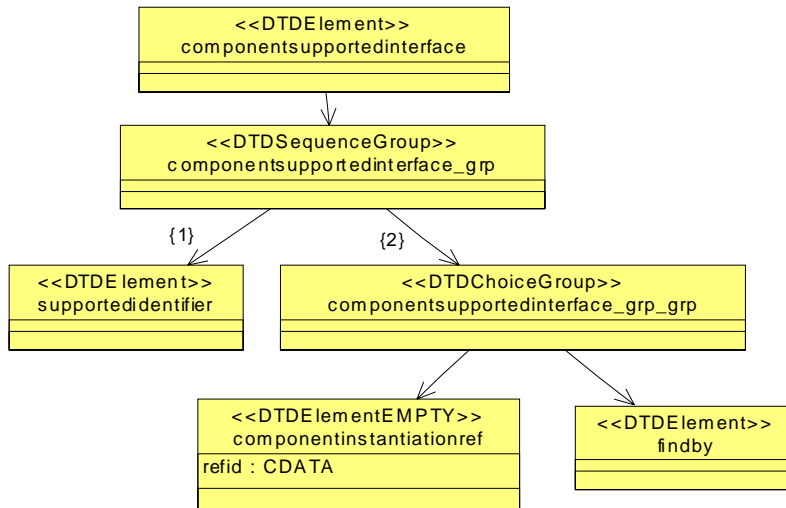 <<DTDElement>>
componentsupportedinterface
<<DTDSequenceGroup>>
componentsupportedinterface_grp
{1}
{2}
<<DTDElement>>
supportedidentifier
<<DTDChoiceGroup>>
componentsupportedinterface_grp_grp
<<DTDElementEMPTY>>
componentinstantiationref
refid : CDATA
<<DTDElement>>
findby